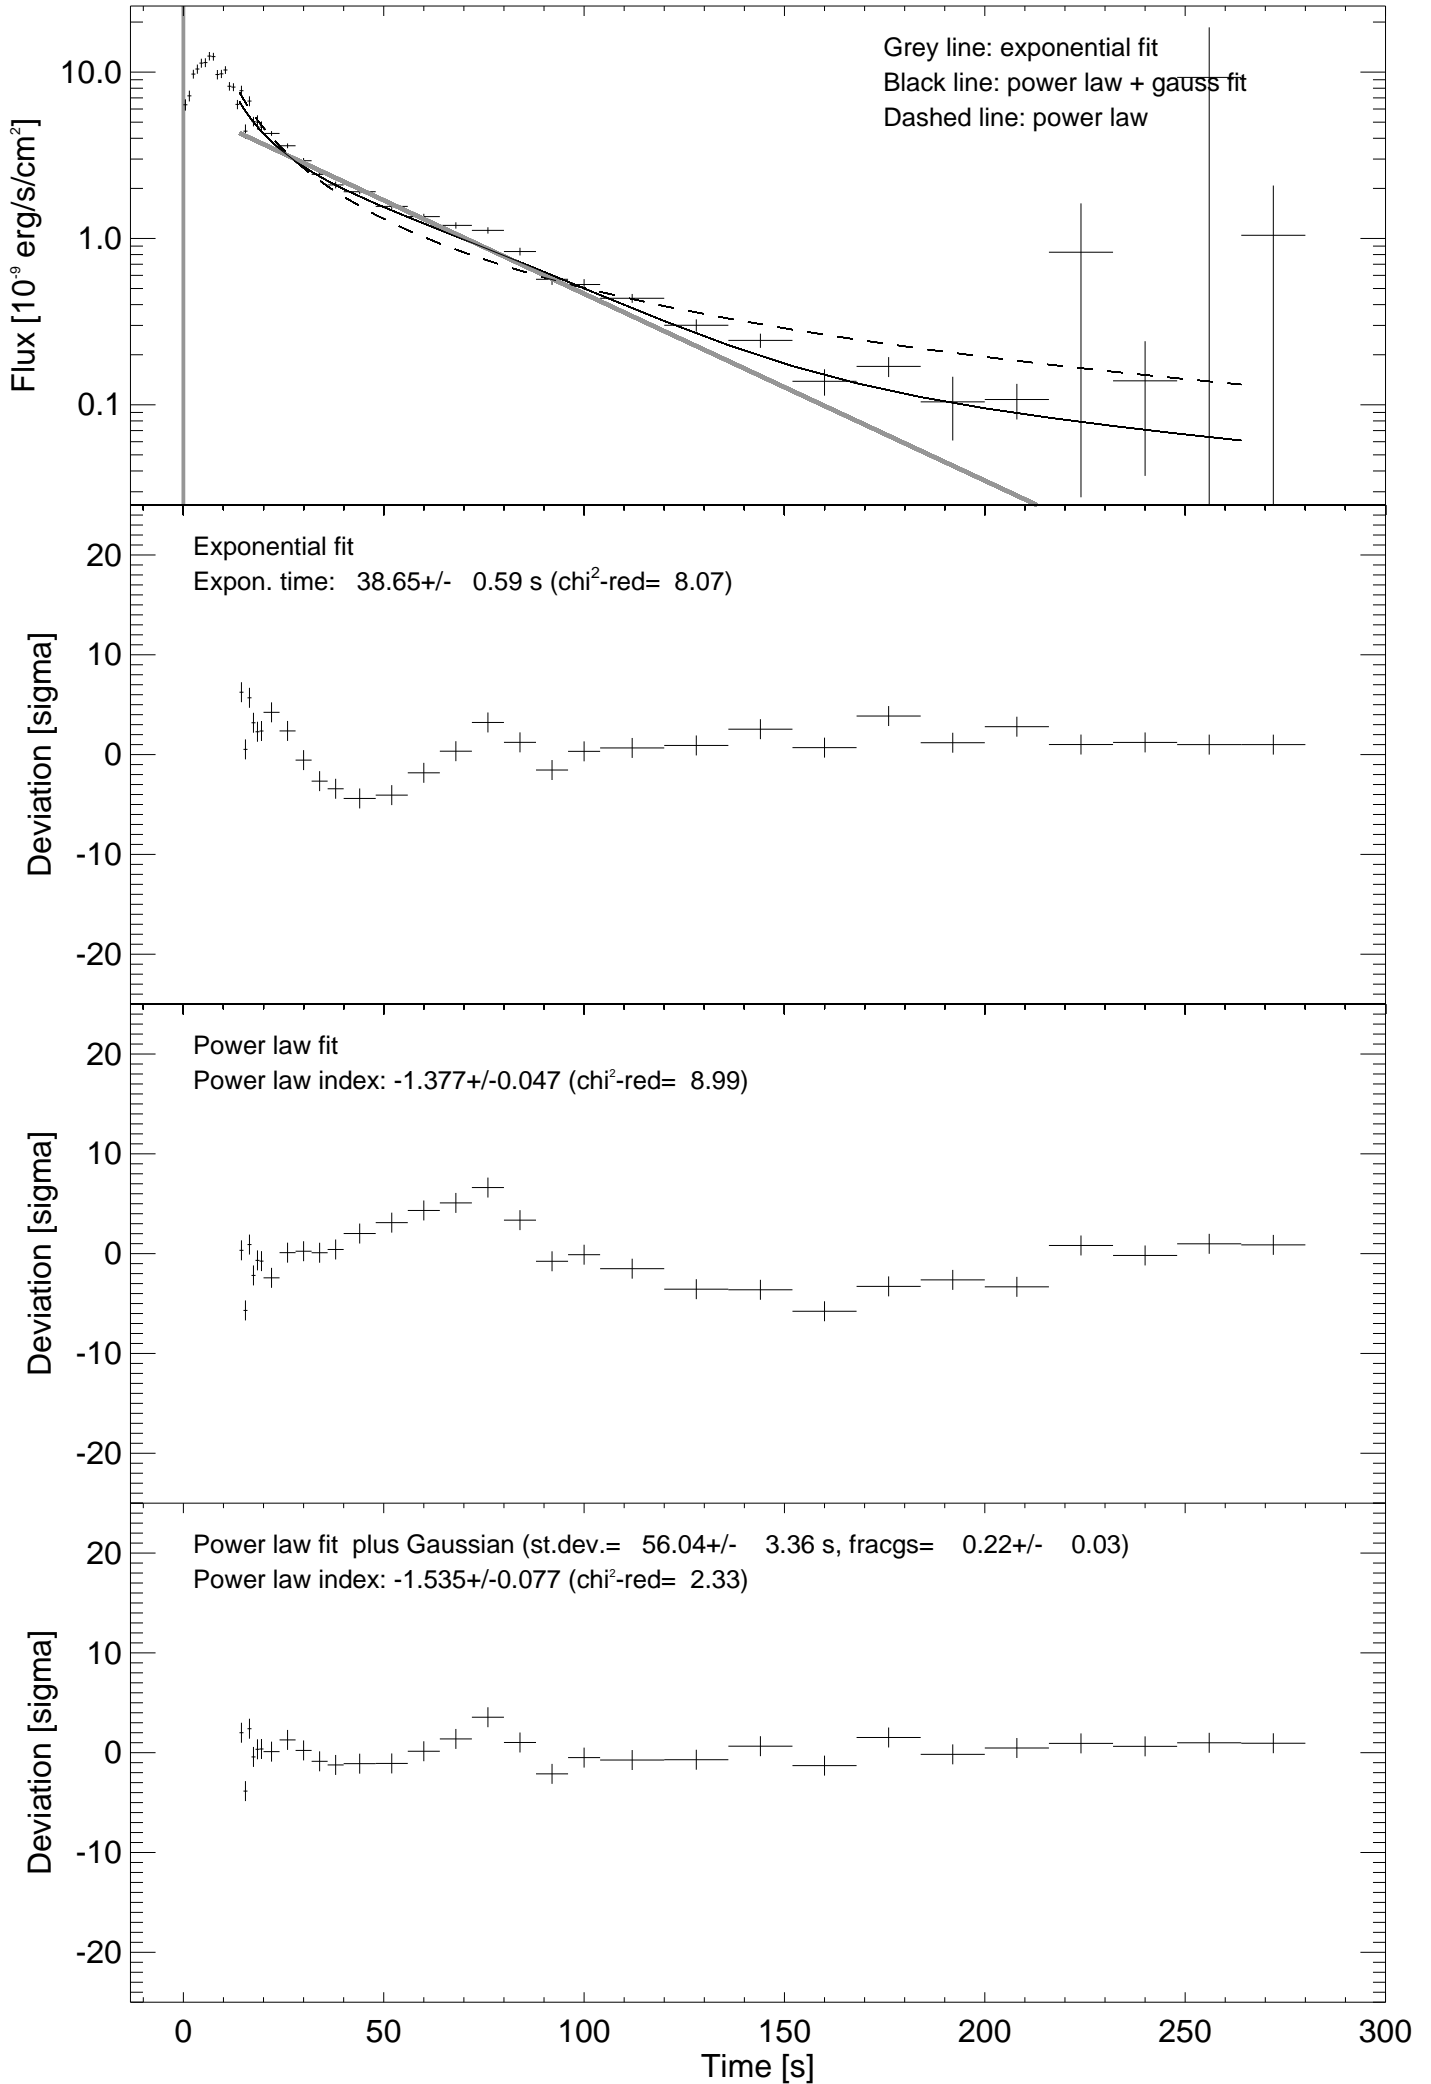 Grey line: exponential fit
Black line: power law + gauss fit
Dashed line: power law
10.0
1.0
0.1
Flux [10⁻⁹ erg/s/cm²]
Exponential fit
Expon. time: 38.65+/- 0.59 s (chi²-red= 8.07)
20
10
0
-10
-20
Deviation [sigma]
Power law fit
Power law index: -1.377+/-0.047 (chi²-red= 8.99)
20
10
0
-10
-20
Deviation [sigma]
Power law fit plus Gaussian (st.dev.= 56.04+/- 3.36 s, fracgs= 0.22+/- 0.03)
Power law index: -1.535+/-0.077 (chi²-red= 2.33)
20
10
0
-10
-20
Deviation [sigma]
0 50 100 150 200 250 300
Time [s]